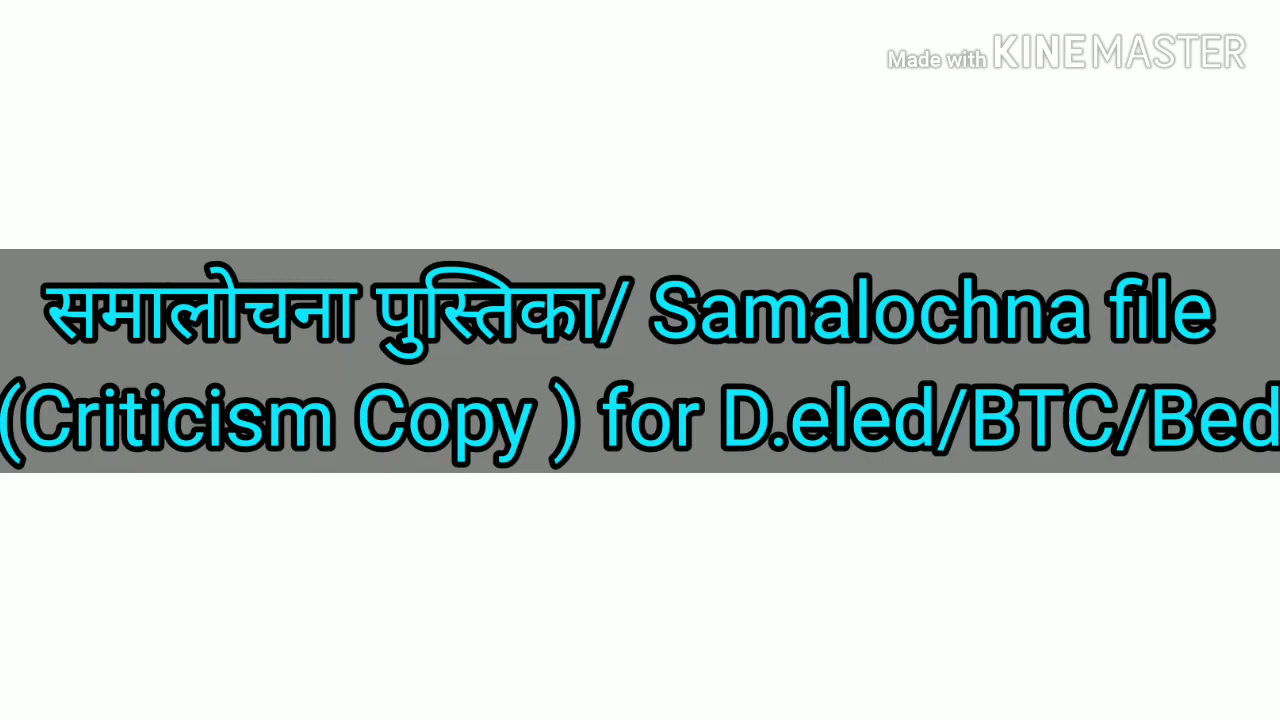 Made with KINEMASTER
समालोचना पुस्तिका/ Samalochna file
(Criticism Copy ) for D.eled/BTC/Bed